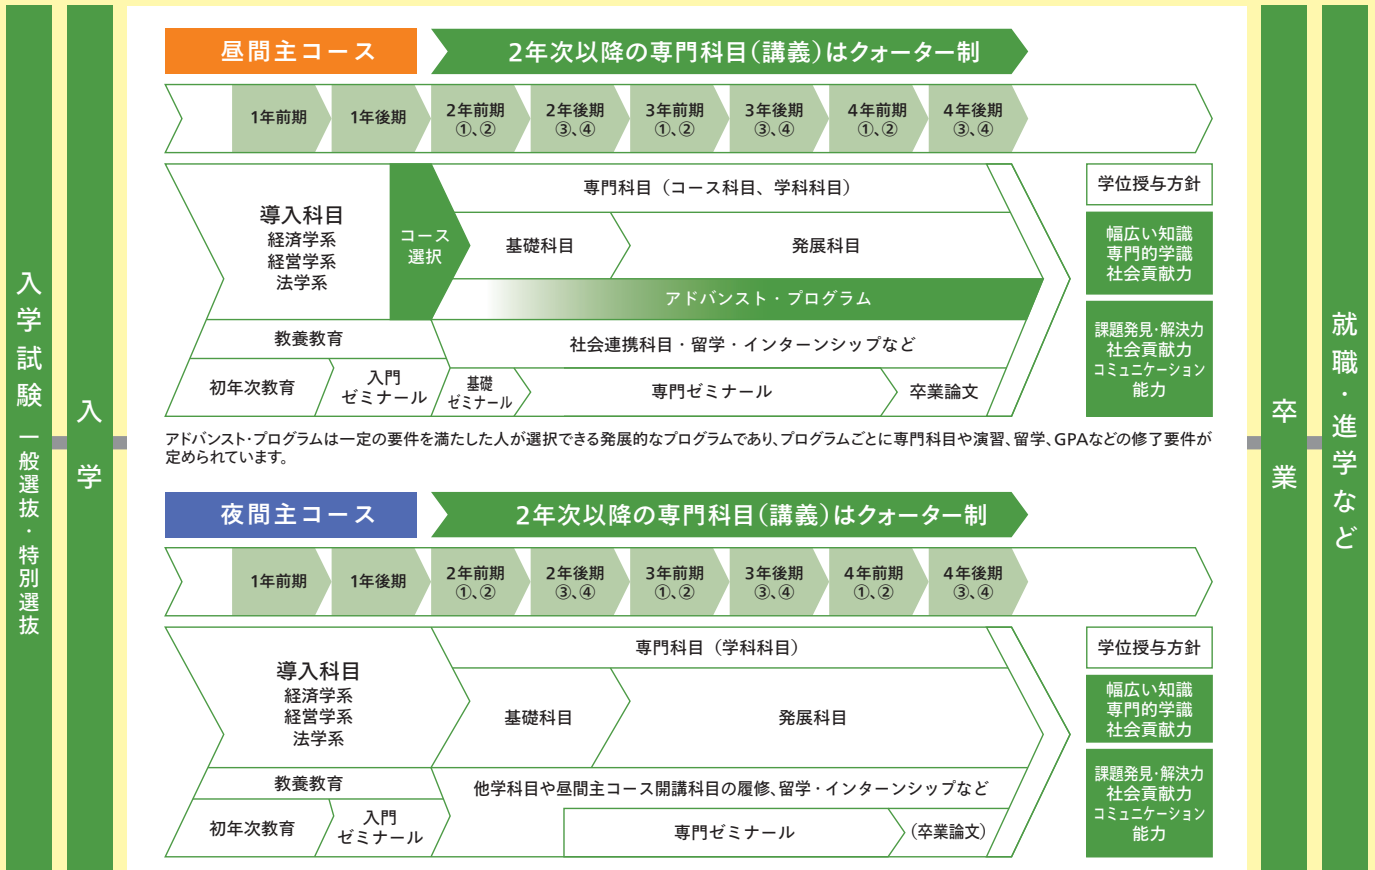 入学試験 一般選抜・特別選抜
入学
昼間主コース
2年次以降の専門科目(講義)はクォーター制
1年前期
1年後期
2年前期
①、②
2年後期
③、④
3年前期
①、②
3年後期
③、④
4年前期
①、②
4年後期
③、④
導入科目
経済学系
経営学系
法学系
コース
選択
専門科目(コース科目、学科科目)
基礎科目
発展科目
アドバンスト・プログラム
教養教育
社会連携科目・留学・インターンシップなど
初年次教育
入門
ゼミナール
基礎
ゼミナール
専門ゼミナール
卒業論文
学位授与方針
幅広い知識
専門的学識
社会貢献力
課題発見・解決力
社会貢献力
コミュニケーション
能力
アドバンスト・プログラムは一定の要件を満たした人が選択できる発展的なプログラムであり、プログラムごとに専門科目や演習、留学、GPAなどの修了要件が
定められています。
夜間主コース
2年次以降の専門科目(講義)はクォーター制
1年前期
1年後期
2年前期
①、②
2年後期
③、④
3年前期
①、②
3年後期
③、④
4年前期
①、②
4年後期
③、④
導入科目
経済学系
経営学系
法学系
専門科目(学科科目)
基礎科目
発展科目
教養教育
他学科目や昼間主コース開講科目の履修、留学・インターンシップなど
初年次教育
入門
ゼミナール
専門ゼミナール
(卒業論文)
学位授与方針
幅広い知識
専門的学識
社会貢献力
課題発見・解決力
社会貢献力
コミュニケーション
能力
卒業
就職・進学など